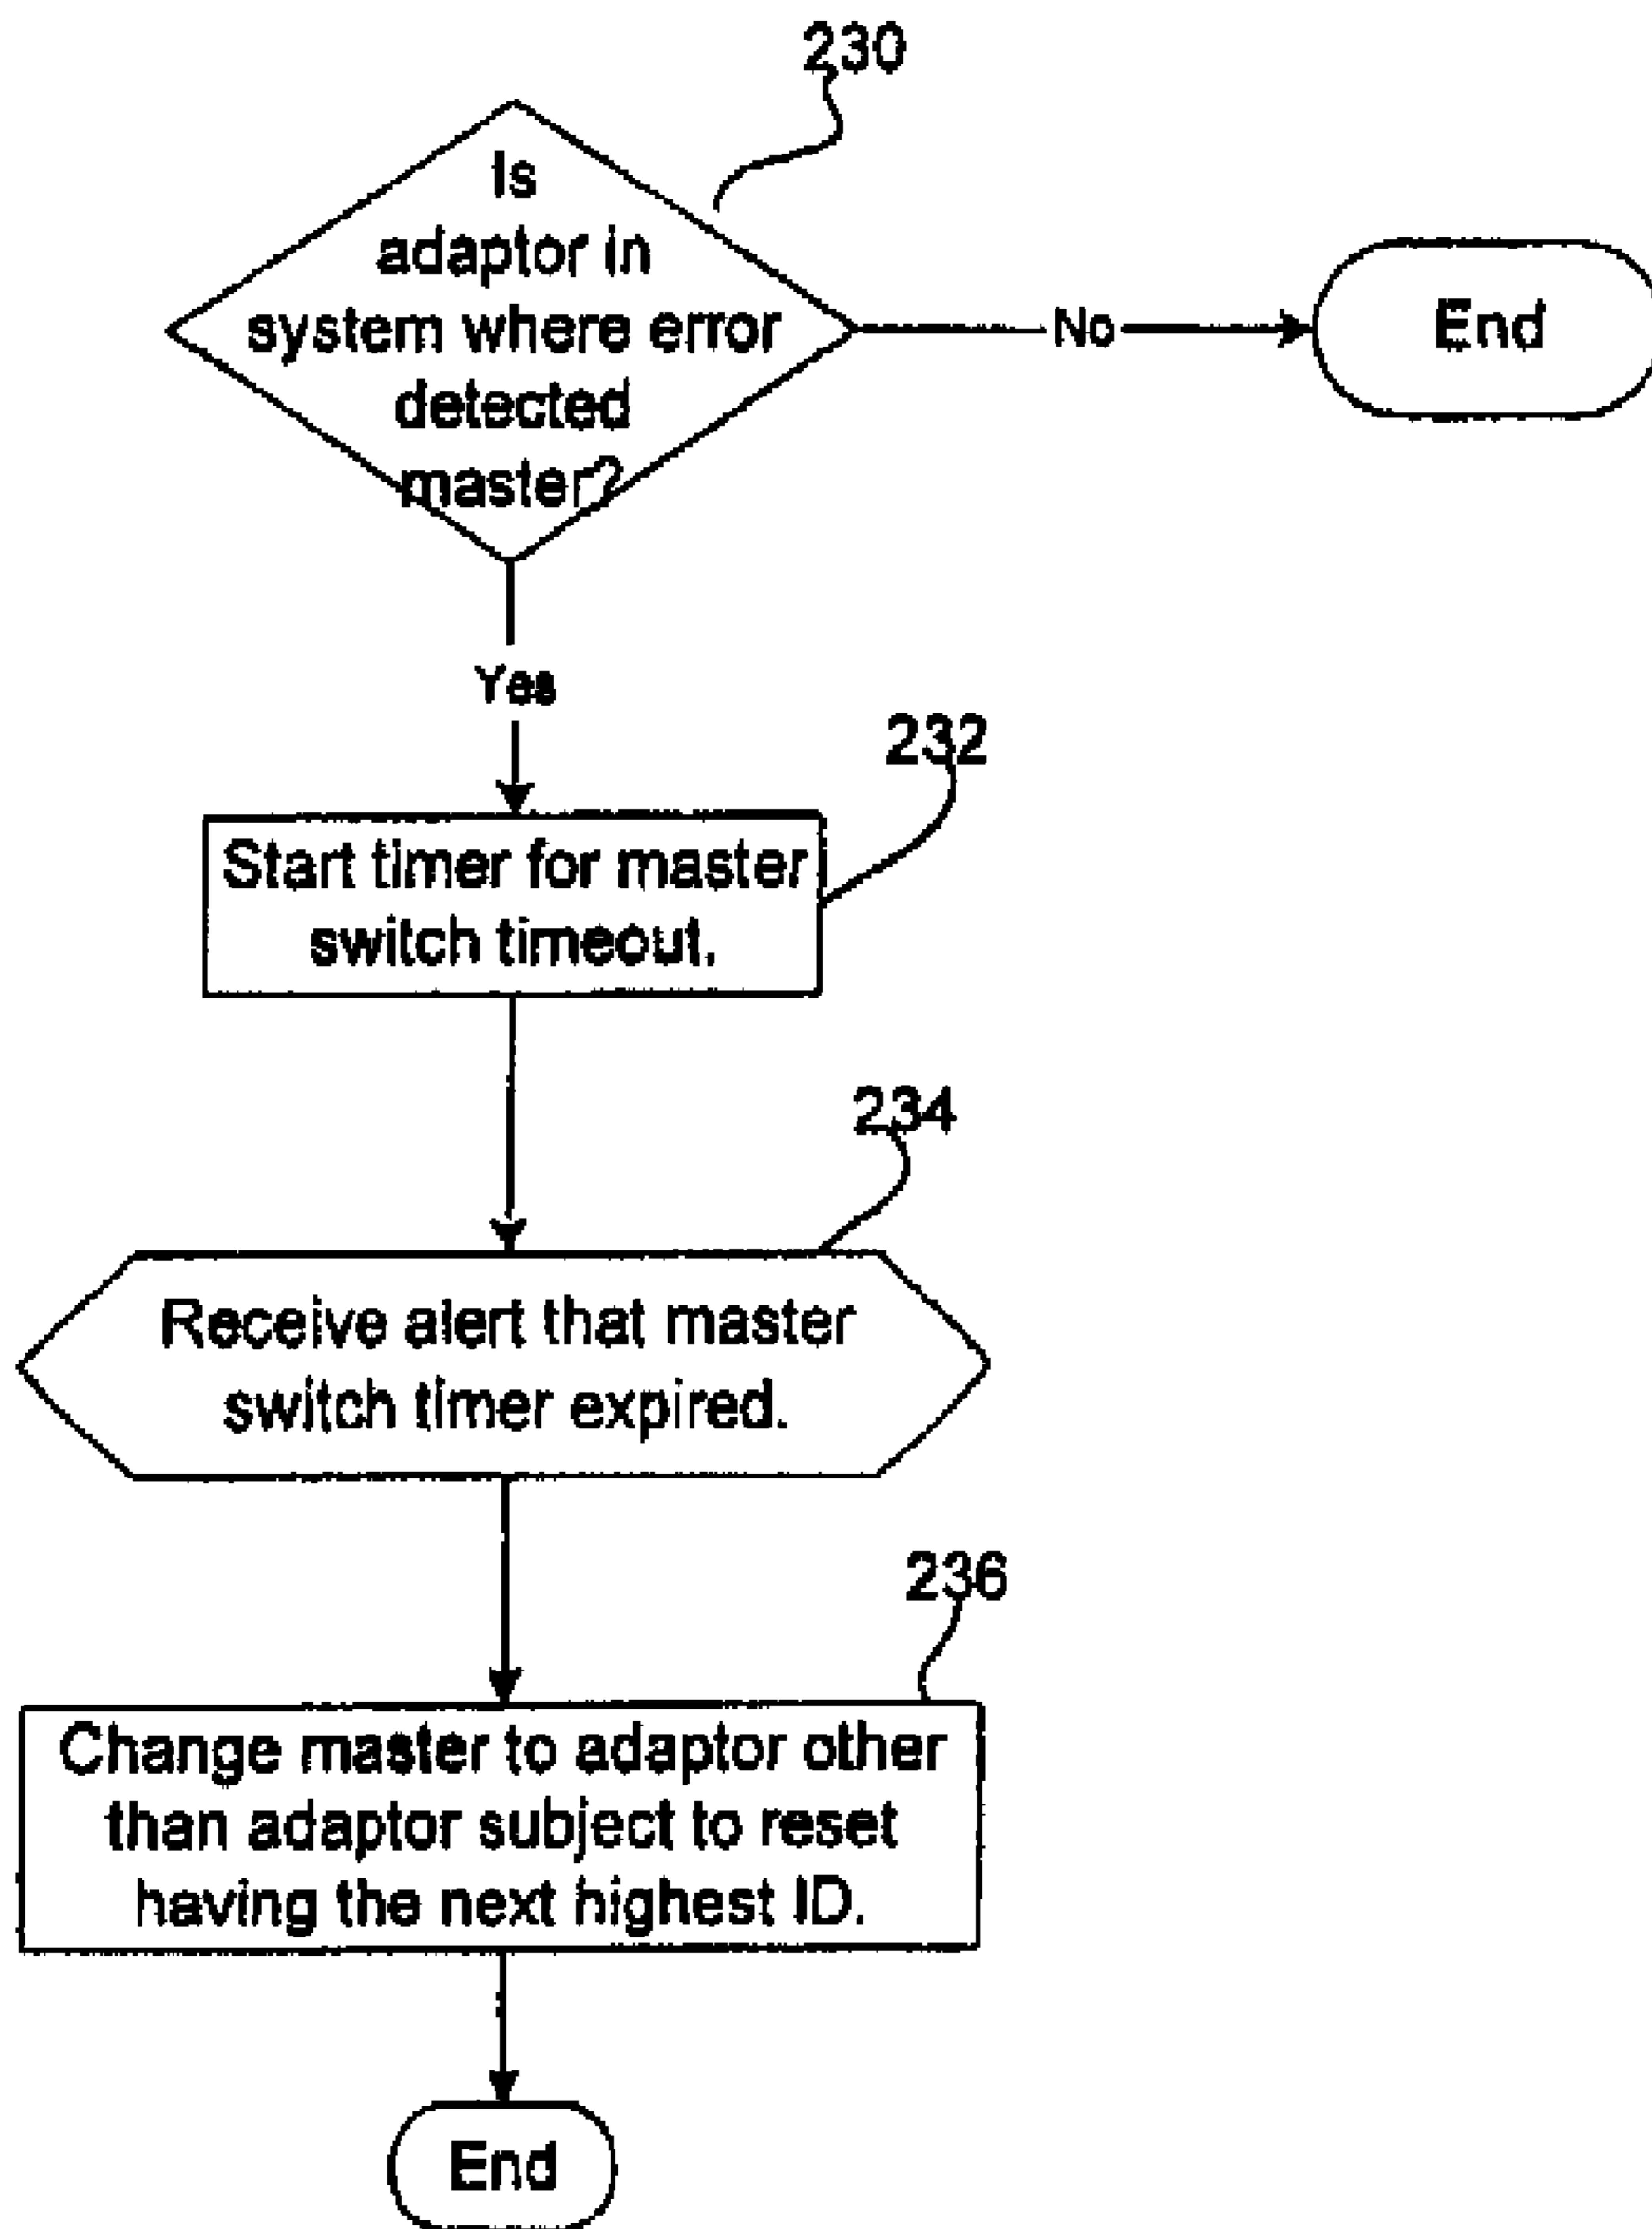 230
Is
adaptor in
system where error
detected
master?
No
End
Yes
232
Start timer for master
switch timeout.
234
Receive alert that master
switch timer expired.
236
Change master to adaptor other
than adaptor subject to reset
having the next highest ID.
End